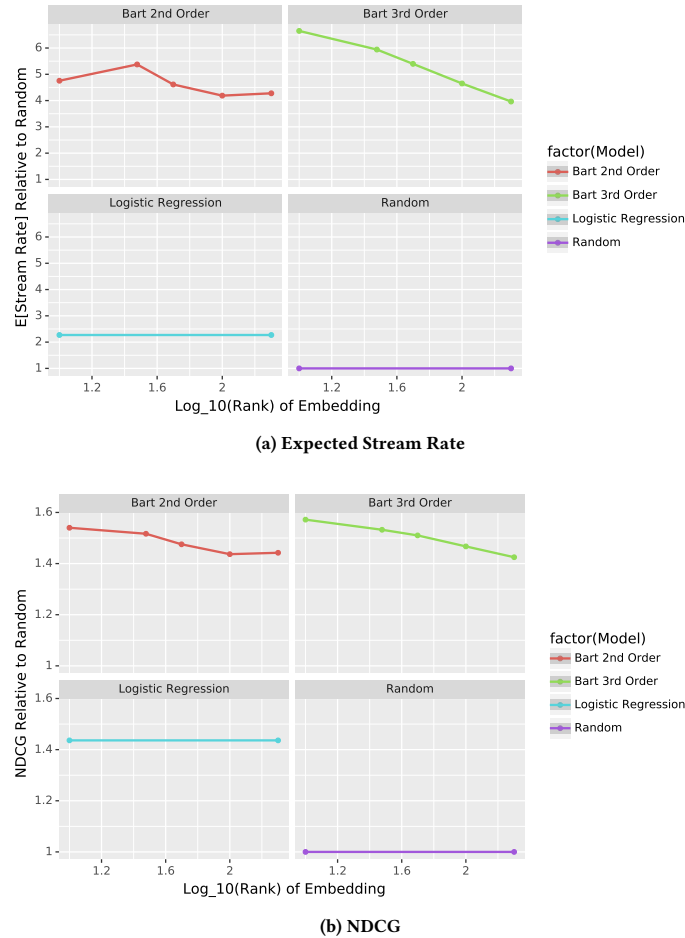 Bart 2nd Order
Bart 3rd Order
6
5
4
3
2
1
Logistic Regression
Random
6
5
4
3
2
1
1.2
1.6
2
1.2
1.6
2
E[Stream Rate] Relative to Random
Log_10(Rank) of Embedding
factor(Model)
Bart 2nd Order
Bart 3rd Order
Logistic Regression
Random
(a) Expected Stream Rate
Bart 2nd Order
Bart 3rd Order
1.6
1.4
1.2
1
Logistic Regression
Random
1.6
1.4
1.2
1
1.2
1.6
2
1.2
1.6
2
NDCG Relative to Random
Log_10(Rank) of Embedding
factor(Model)
Bart 2nd Order
Bart 3rd Order
Logistic Regression
Random
(b) NDCG